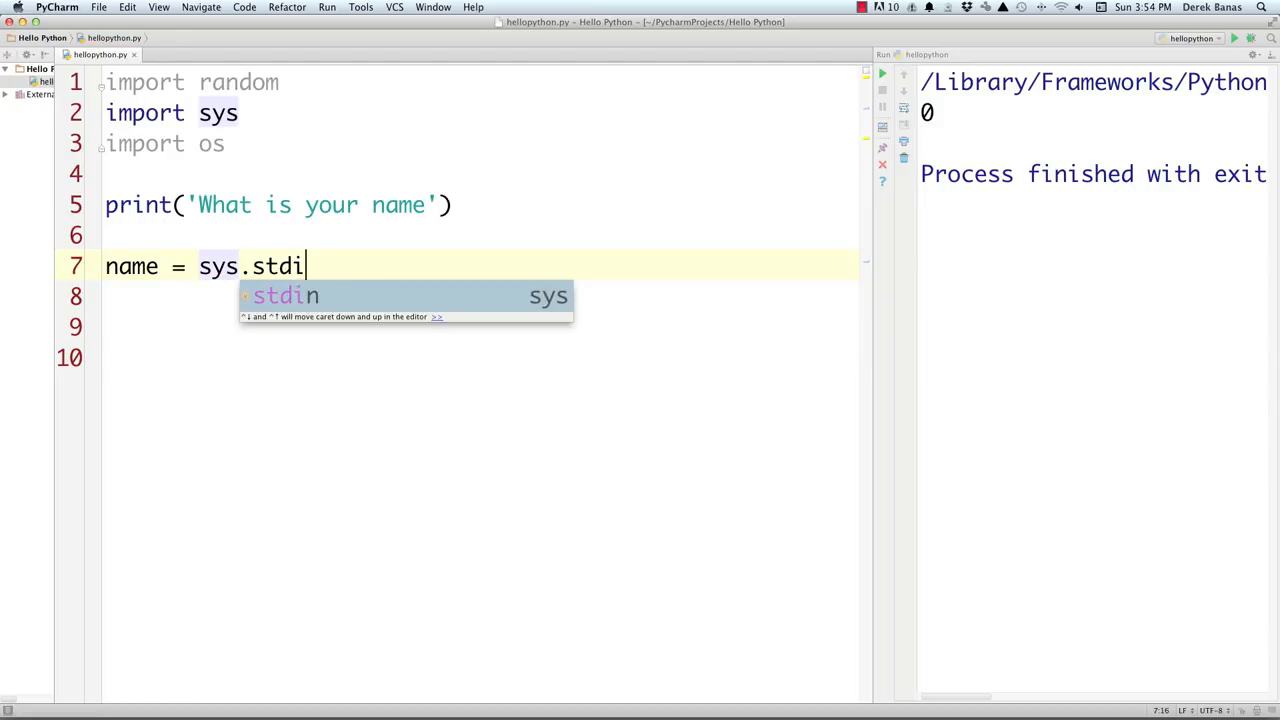 PyCharm File Edit View Navigate Code Refactor Run Tools VCS Window Help 10 Sun 3:54 PM Derek Banas
hellopython.py - Hello Python - [~/PycharmProjects/Hello Python]
Hello Python hellopython.py hellopython
hellopython.py × Run hellopython
Hello P
hell
Extern
1 import random
2 import sys
3 import os
4
5 print('What is your name')
6
7 name = sys.stdi
stdin sys
^↓ and ^↑ will move caret down and up in the editor >>
8
9
10
/Library/Frameworks/Python
0
Process finished with exit
7:16 LF UTF-8